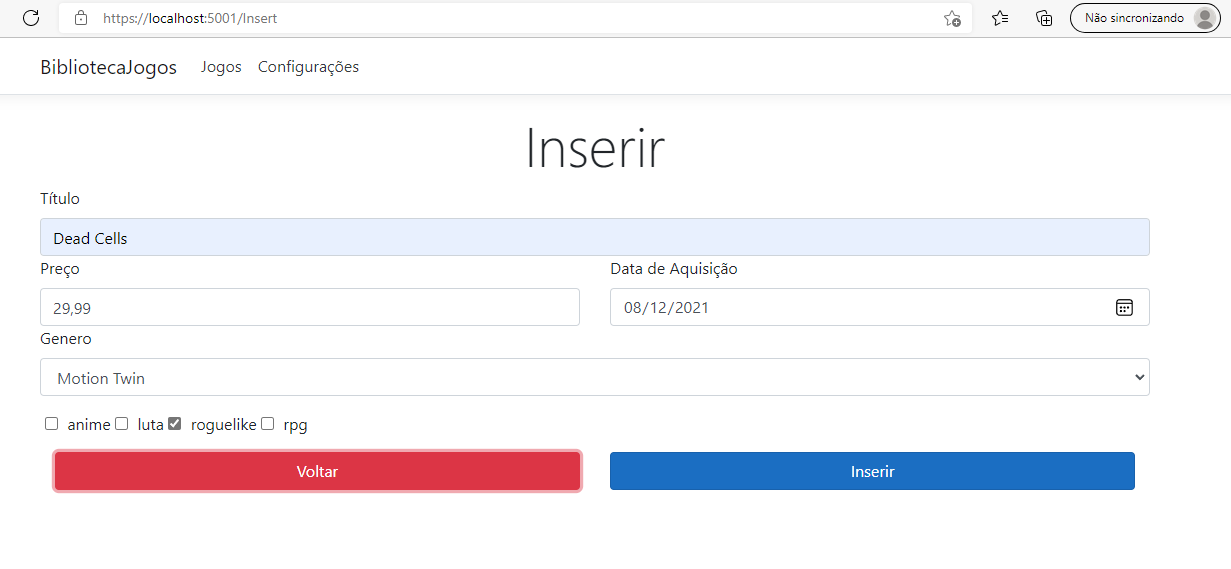 https://localhost:5001/Insert
Não sincronizando
BibliotecaJogos Jogos Configurações
Inserir
Título
Dead Cells
Preço Data de Aquisição
29,99 08/12/2021
Genero
Motion Twin
anime luta roguelike rpg
Voltar Inserir